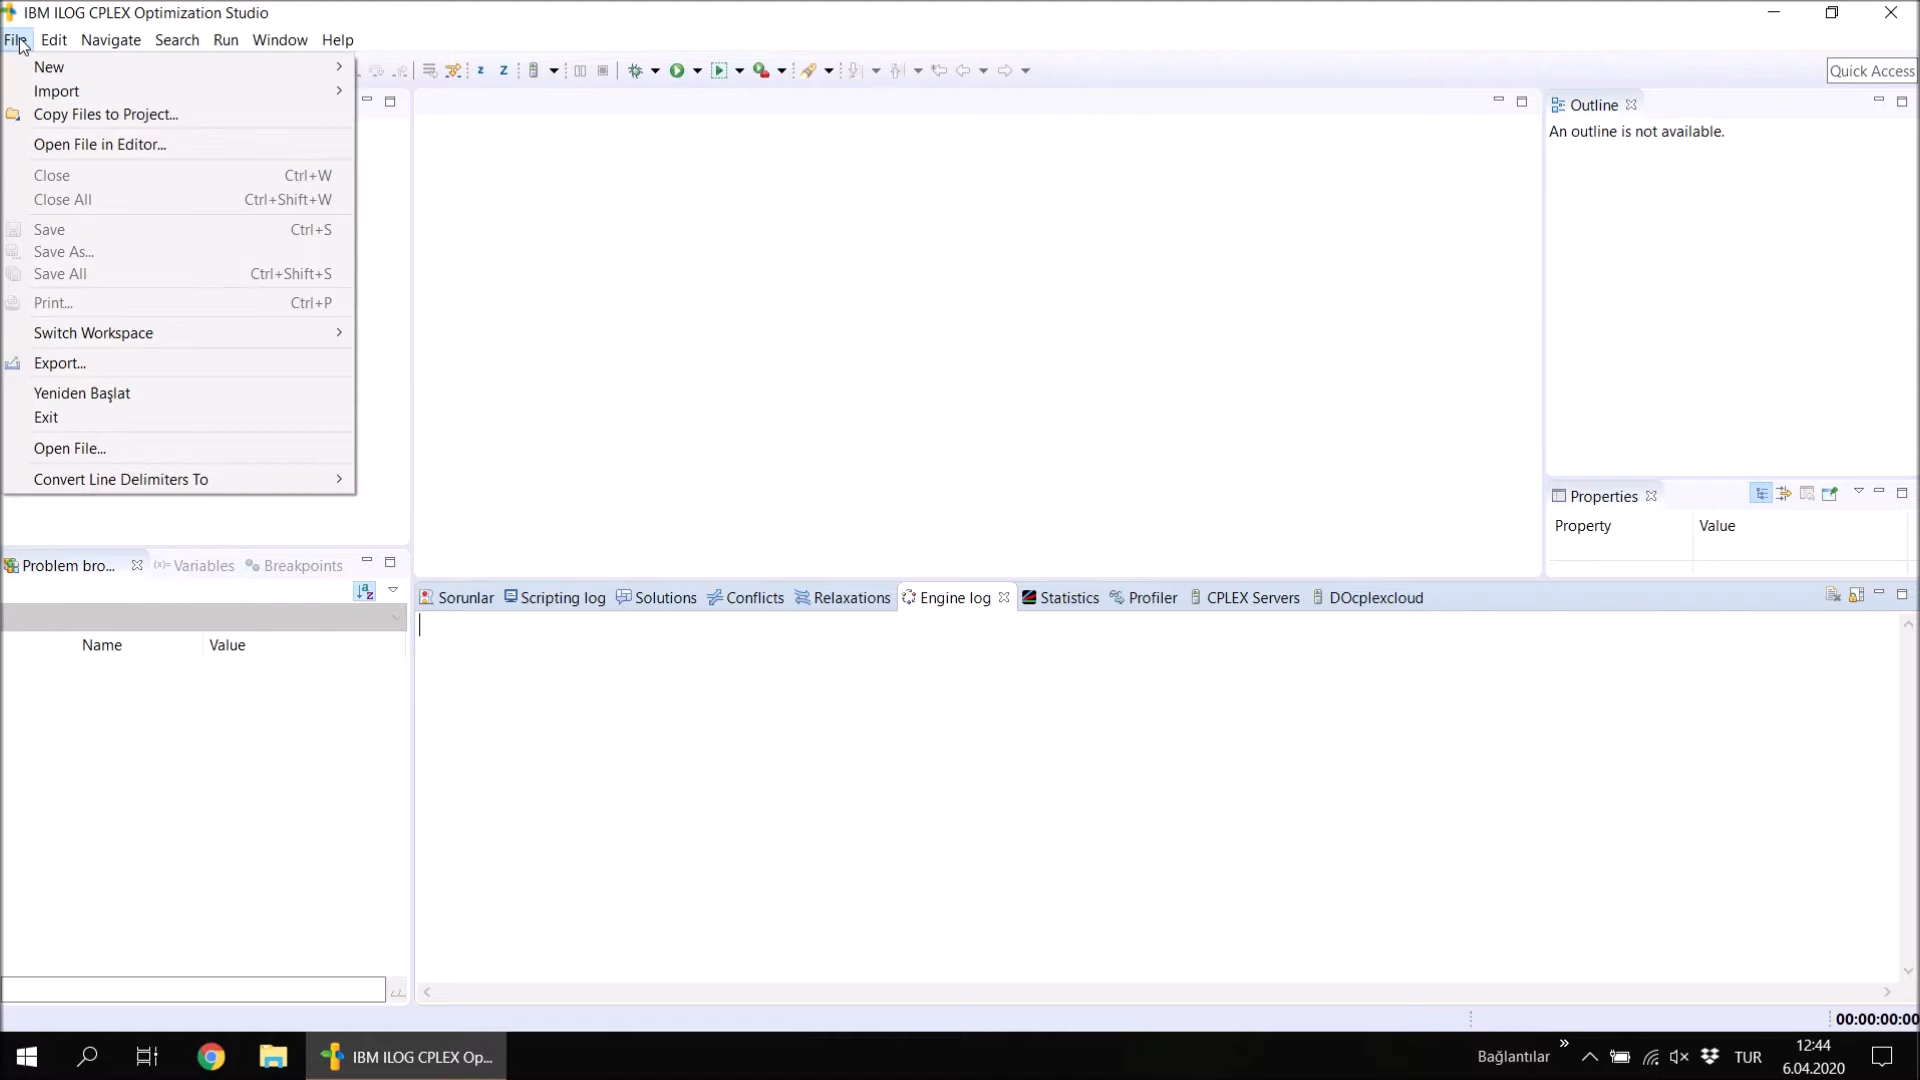 IBM ILOG CPLEX Optimization Studio
File Edit Navigate Search Run Window Help
New
Import
Copy Files to Project...
Open File in Editor...
Close Ctrl+W
Close All Ctrl+Shift+W
Save Ctrl+S
Save As...
Save All Ctrl+Shift+S
Print... Ctrl+P
Switch Workspace
Export...
Yeniden Başlat
Exit
Open File...
Convert Line Delimiters To
Quick Access
Outline
An outline is not available.
Properties
Property Value
Problem bro... (x)= Variables Breakpoints
Name Value
Sorunlar Scripting log Solutions Conflicts Relaxations Engine log Statistics Profiler CPLEX Servers DOcplexcloud
00:00:00:00
IBM ILOG CPLEX Op...
Bağlantılar » TUR
12:44
6.04.2020